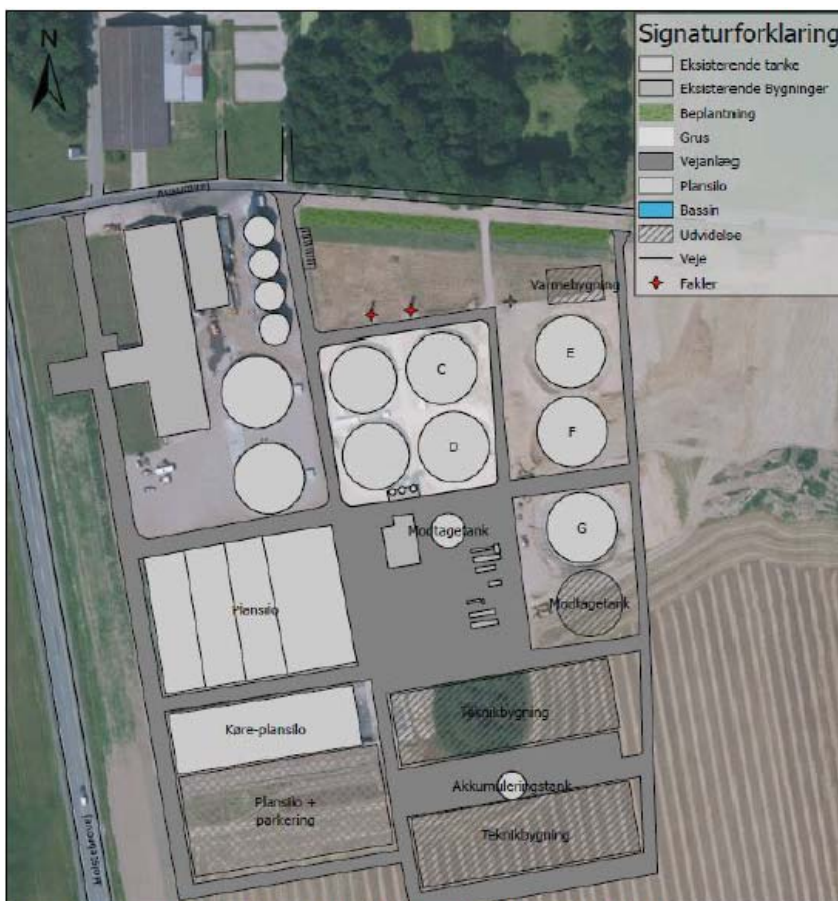 N
Signaturforklaring
Eksisterende tanke
Eksisterende Bygninger
Beplantning
Grus
Vejanlæg
Plansilo
Bassin
Udvidelse
Veje
Fakler
Varmebygning
C
E
D
F
G
Modtagetank
Modtagetank
Plansilo
Teknikbygning
Køre-plansilo
Akkumuleringstank
Plansilo +
parkering
Teknikbygning
Holstebrovej